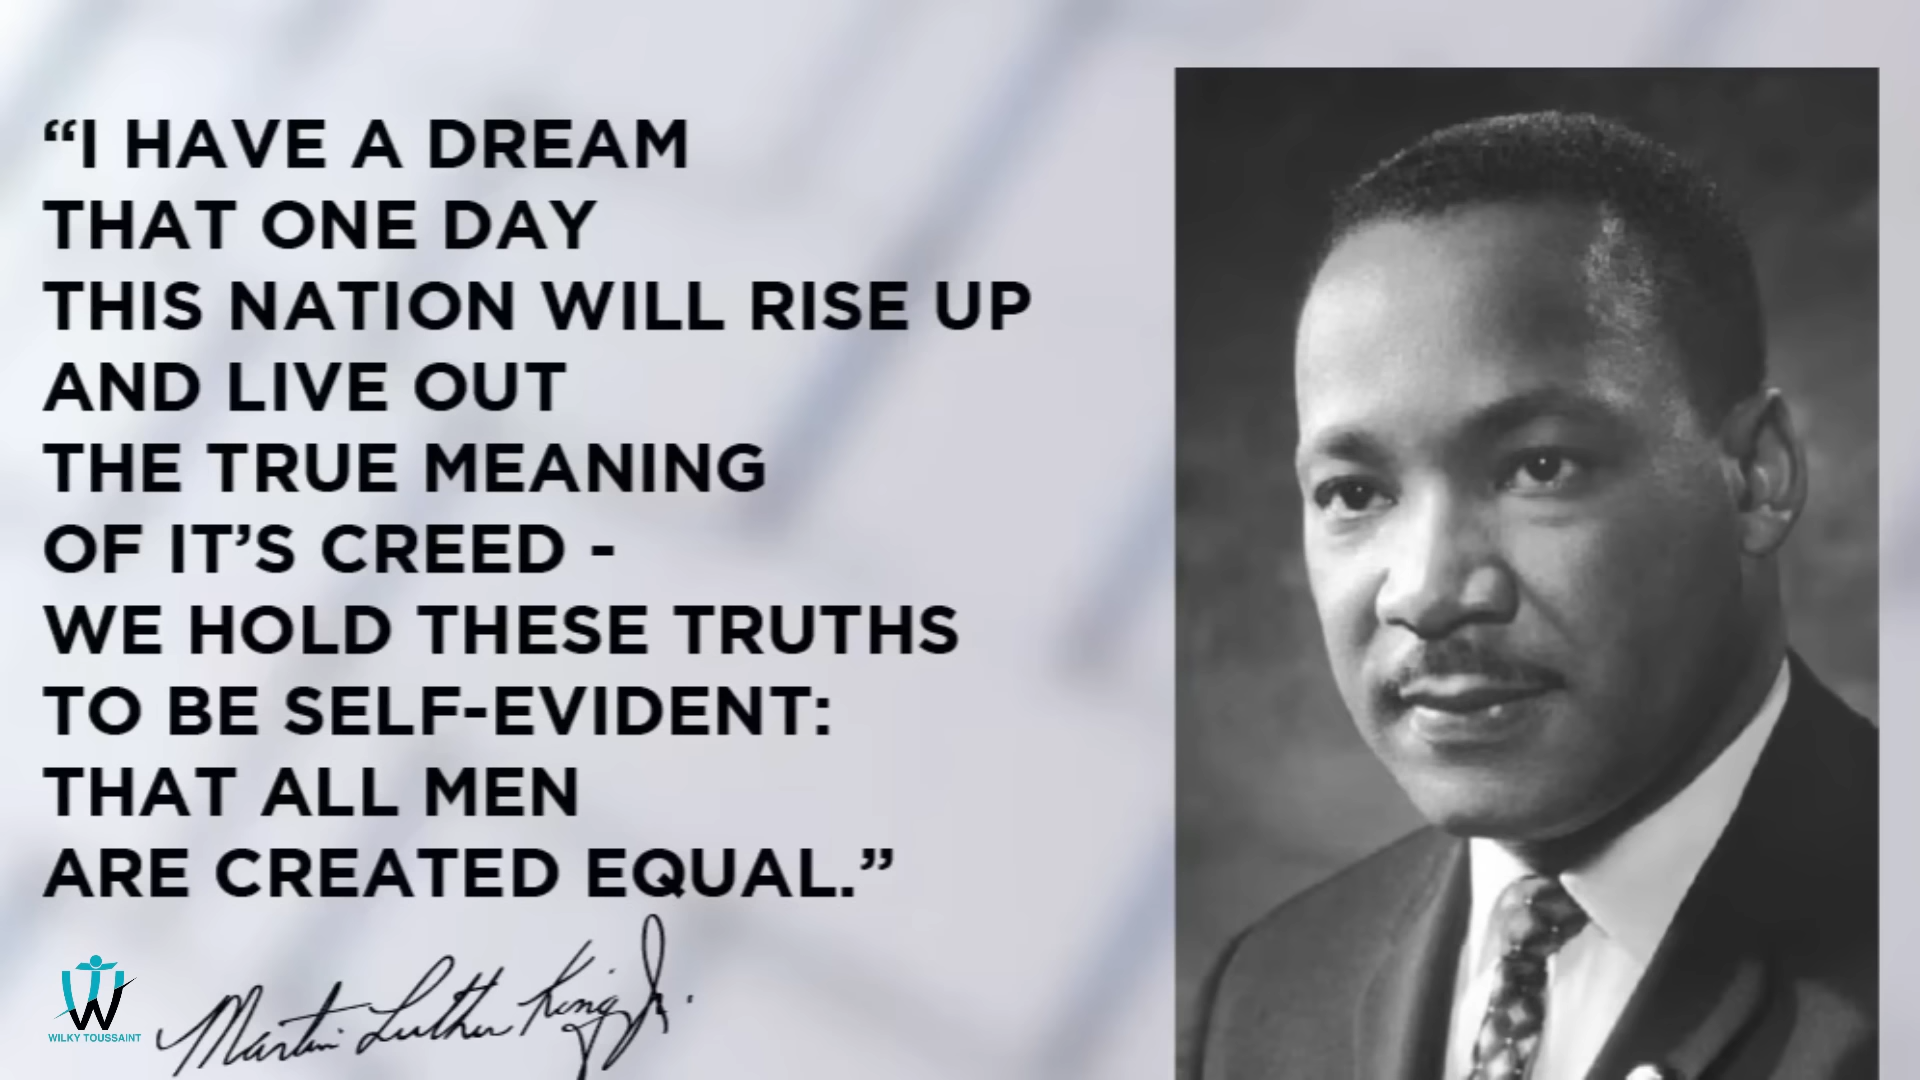 “I HAVE A DREAM
THAT ONE DAY
THIS NATION WILL RISE UP
AND LIVE OUT
THE TRUE MEANING
OF IT’S CREED -
WE HOLD THESE TRUTHS
TO BE SELF-EVIDENT:
THAT ALL MEN
ARE CREATED EQUAL.”
WILKY TOUSSAINT
Martin Luther King Jr.